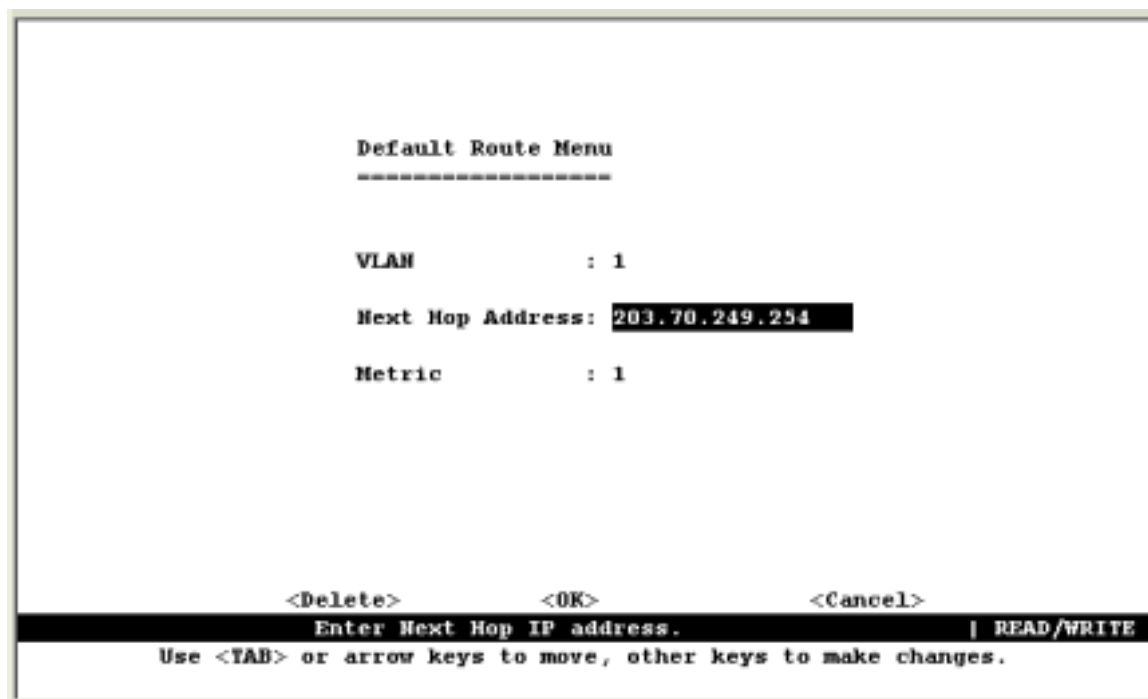 Default Route Menu
==================
VLAN : 1
Next Hop Address: 203.70.249.254
Metric : 1
<Delete> <OK> <Cancel>
Enter Next Hop IP address. | READ/WRITE
Use <TAB> or arrow keys to move, other keys to make changes.